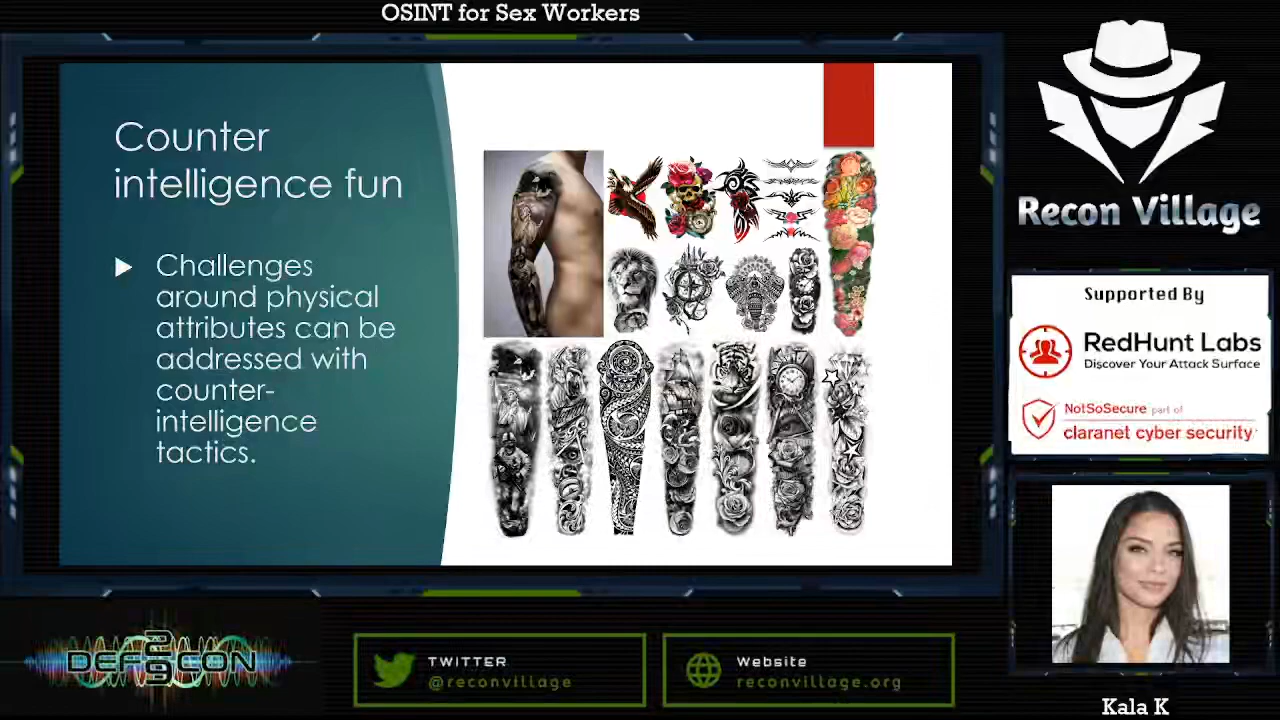 OSINT for Sex Workers
Counter
intelligence fun
Challenges
around physical
attributes can be
addressed with
counter-
intelligence
tactics.
Recon Village
Supported By
RedHunt Labs
Discover Your Attack Surface
NotSoSecure part of
claranet cyber security
DEFCON
29
TWITTER
@reconvillage
Website
reconvillage.org
Kala K